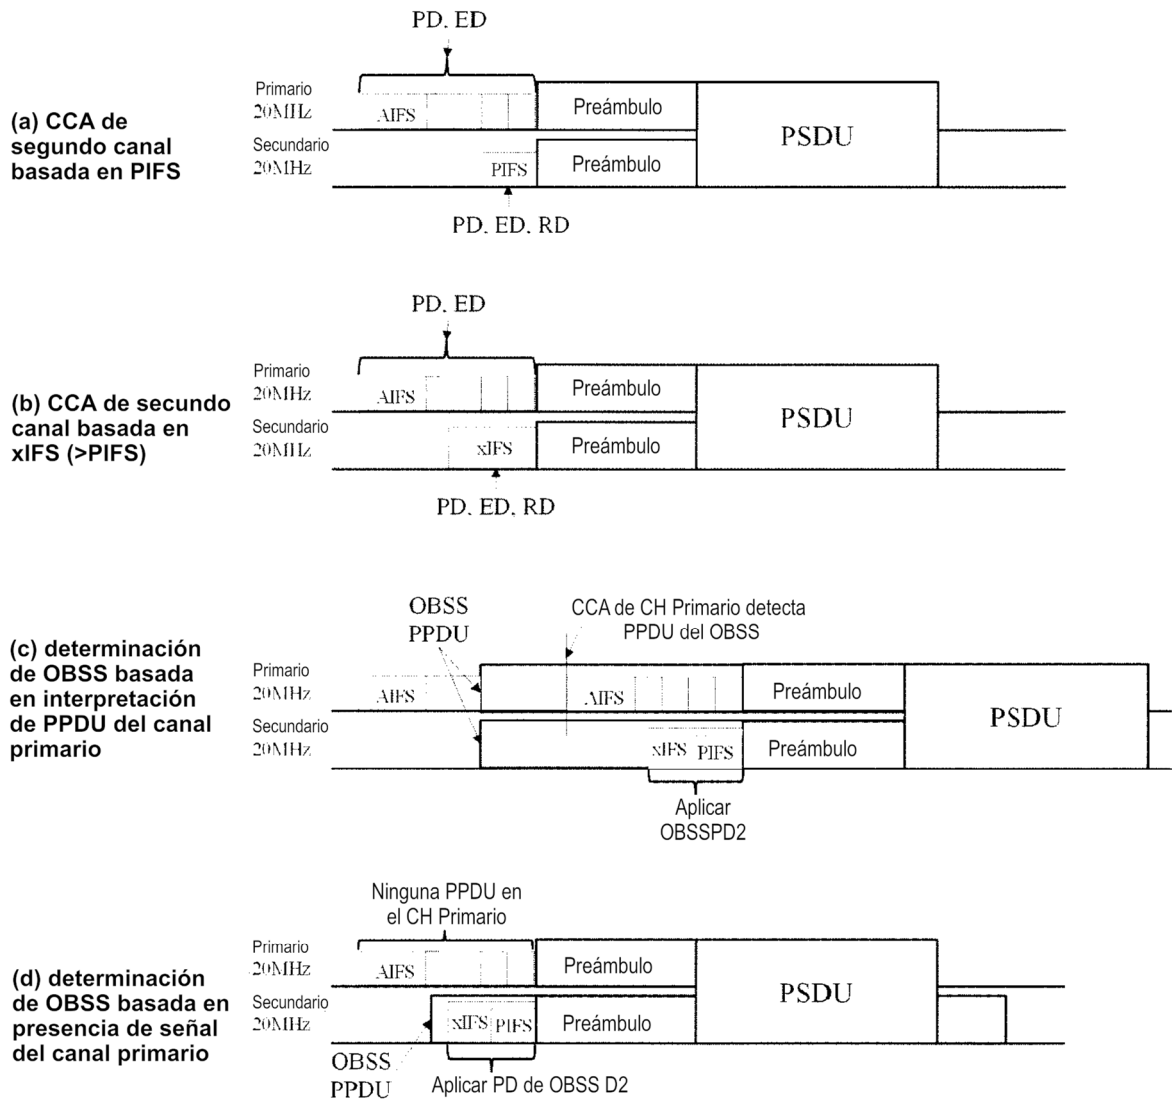 PD, ED
(a) CCA de
segundo canal
basada en PIFS
Primario
20MHz
AIFS
Preámbulo
PSDU
Secundario
20MHz
PIFS
Preámbulo
PD, ED, RD
PD, ED
(b) CCA de secundo
canal basada en
xIFS (>PIFS)
Primario
20MHz
AIFS
Preámbulo
PSDU
Secundario
20MHz
xIFS
Preámbulo
PD, ED, RD
(c) determinación
de OBSS basada
en interpretación
de PPDU del canal
primario
OBSS
PPDU
CCA de CH Primario detecta
PPDU del OBSS
Primario
20MHz
AIFS
AIFS
Preámbulo
PSDU
Secundario
20MHz
xIFS
PIFS
Preámbulo
Aplicar
OBSSPD2
(d) determinación
de OBSS basada en
presencia de señal
del canal primario
Ninguna PPDU en
el CH Primario
Primario
20MHz
AIFS
Preámbulo
PSDU
Secundario
20MHz
xIFS
PIFS
Preámbulo
OBSS
PPDU
Aplicar PD de OBSS D2